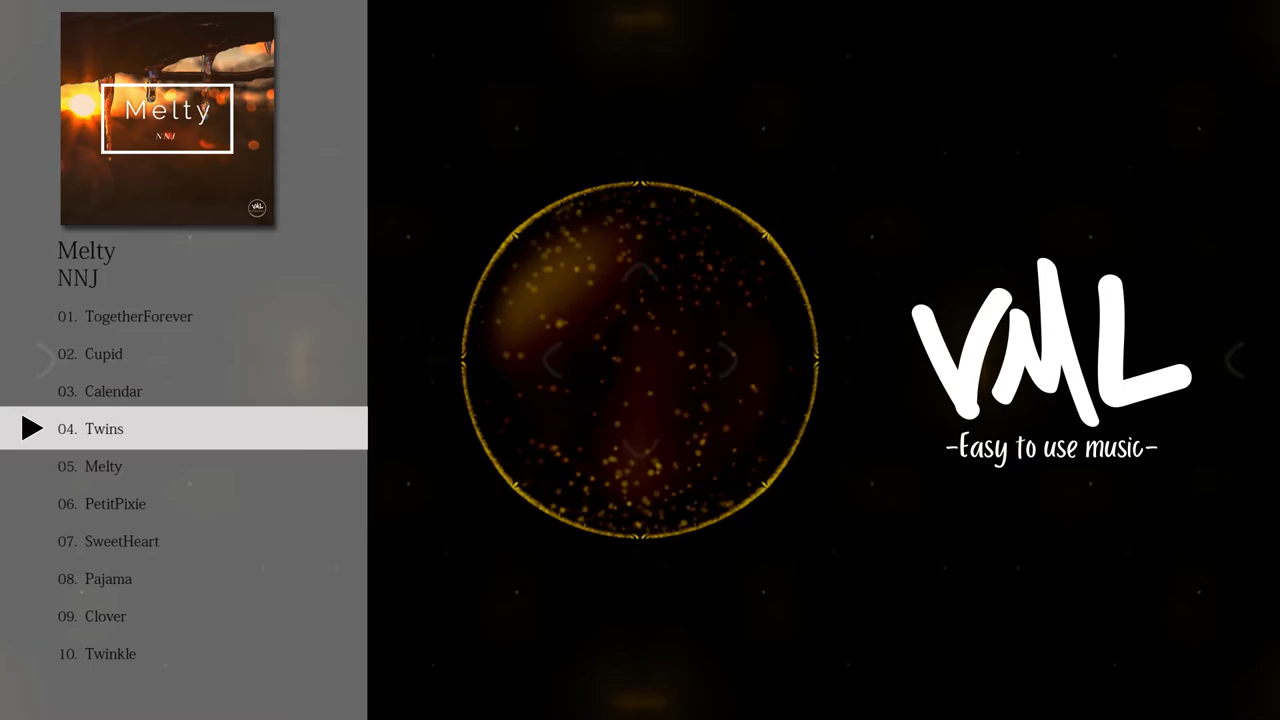 Melty
NNJ
VML
Melty
NNJ
01. TogetherForever
02. Cupid
03. Calendar
04. Twins
05. Melty
06. PetitPixie
07. SweetHeart
08. Pajama
09. Clover
10. Twinkle
VML
-Easy to use music-